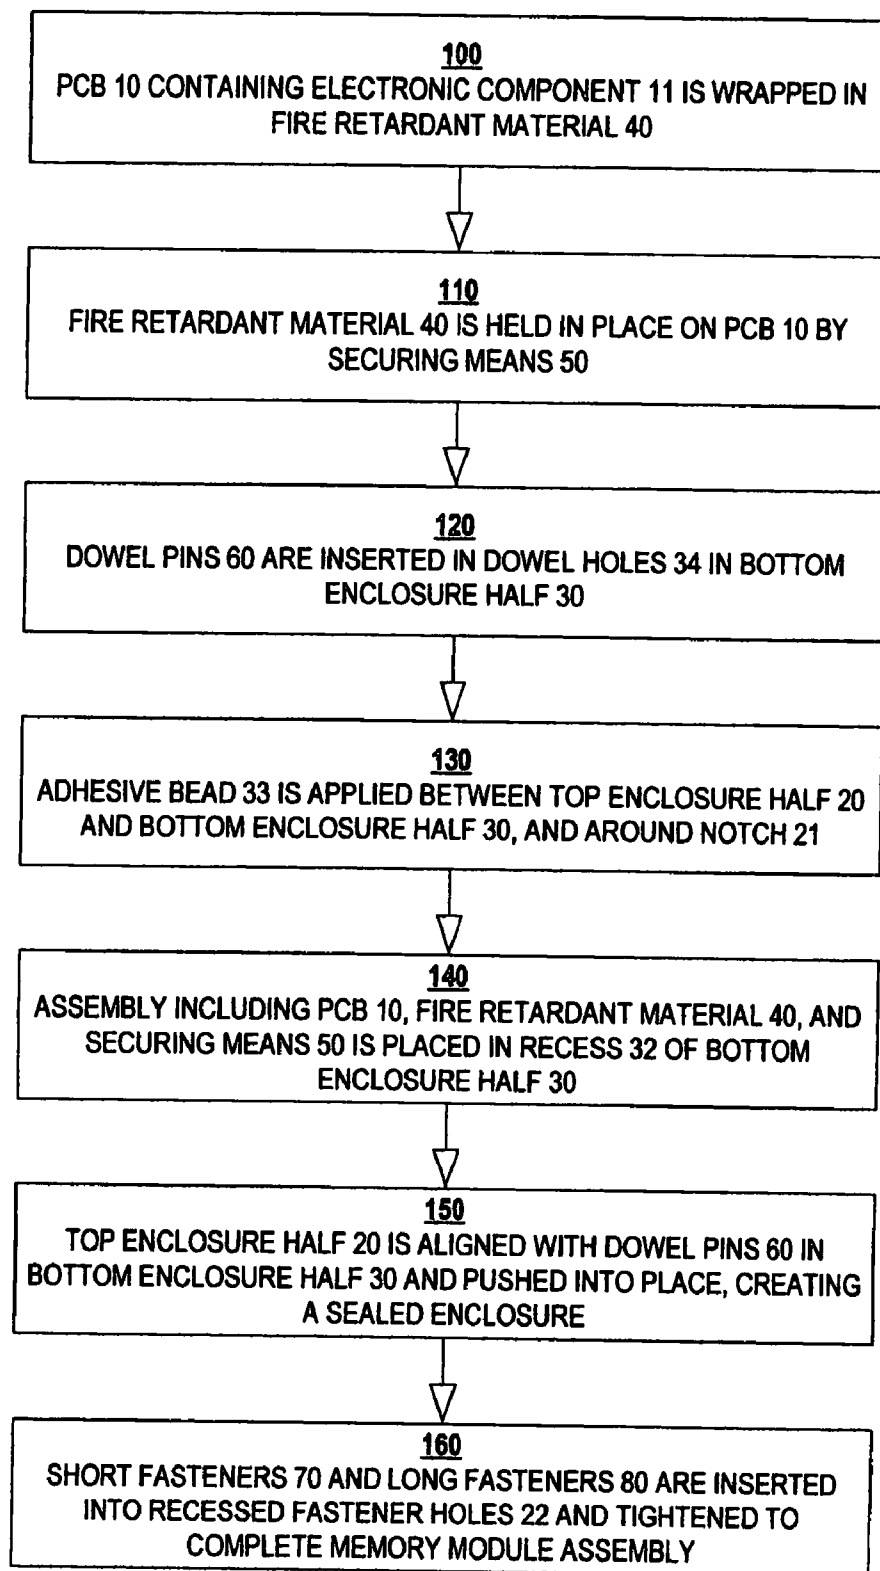 100
PCB 10 CONTAINING ELECTRONIC COMPONENT 11 IS WRAPPED IN
FIRE RETARDANT MATERIAL 40
110
FIRE RETARDANT MATERIAL 40 IS HELD IN PLACE ON PCB 10 BY
SECURING MEANS 50
120
DOWEL PINS 60 ARE INSERTED IN DOWEL HOLES 34 IN BOTTOM
ENCLOSURE HALF 30
130
ADHESIVE BEAD 33 IS APPLIED BETWEEN TOP ENCLOSURE HALF 20
AND BOTTOM ENCLOSURE HALF 30, AND AROUND NOTCH 21
140
ASSEMBLY INCLUDING PCB 10, FIRE RETARDANT MATERIAL 40, AND
SECURING MEANS 50 IS PLACED IN RECESS 32 OF BOTTOM
ENCLOSURE HALF 30
150
TOP ENCLOSURE HALF 20 IS ALIGNED WITH DOWEL PINS 60 IN
BOTTOM ENCLOSURE HALF 30 AND PUSHED INTO PLACE, CREATING
A SEALED ENCLOSURE
160
SHORT FASTENERS 70 AND LONG FASTENERS 80 ARE INSERTED
INTO RECESSED FASTENER HOLES 22 AND TIGHTENED TO
COMPLETE MEMORY MODULE ASSEMBLY